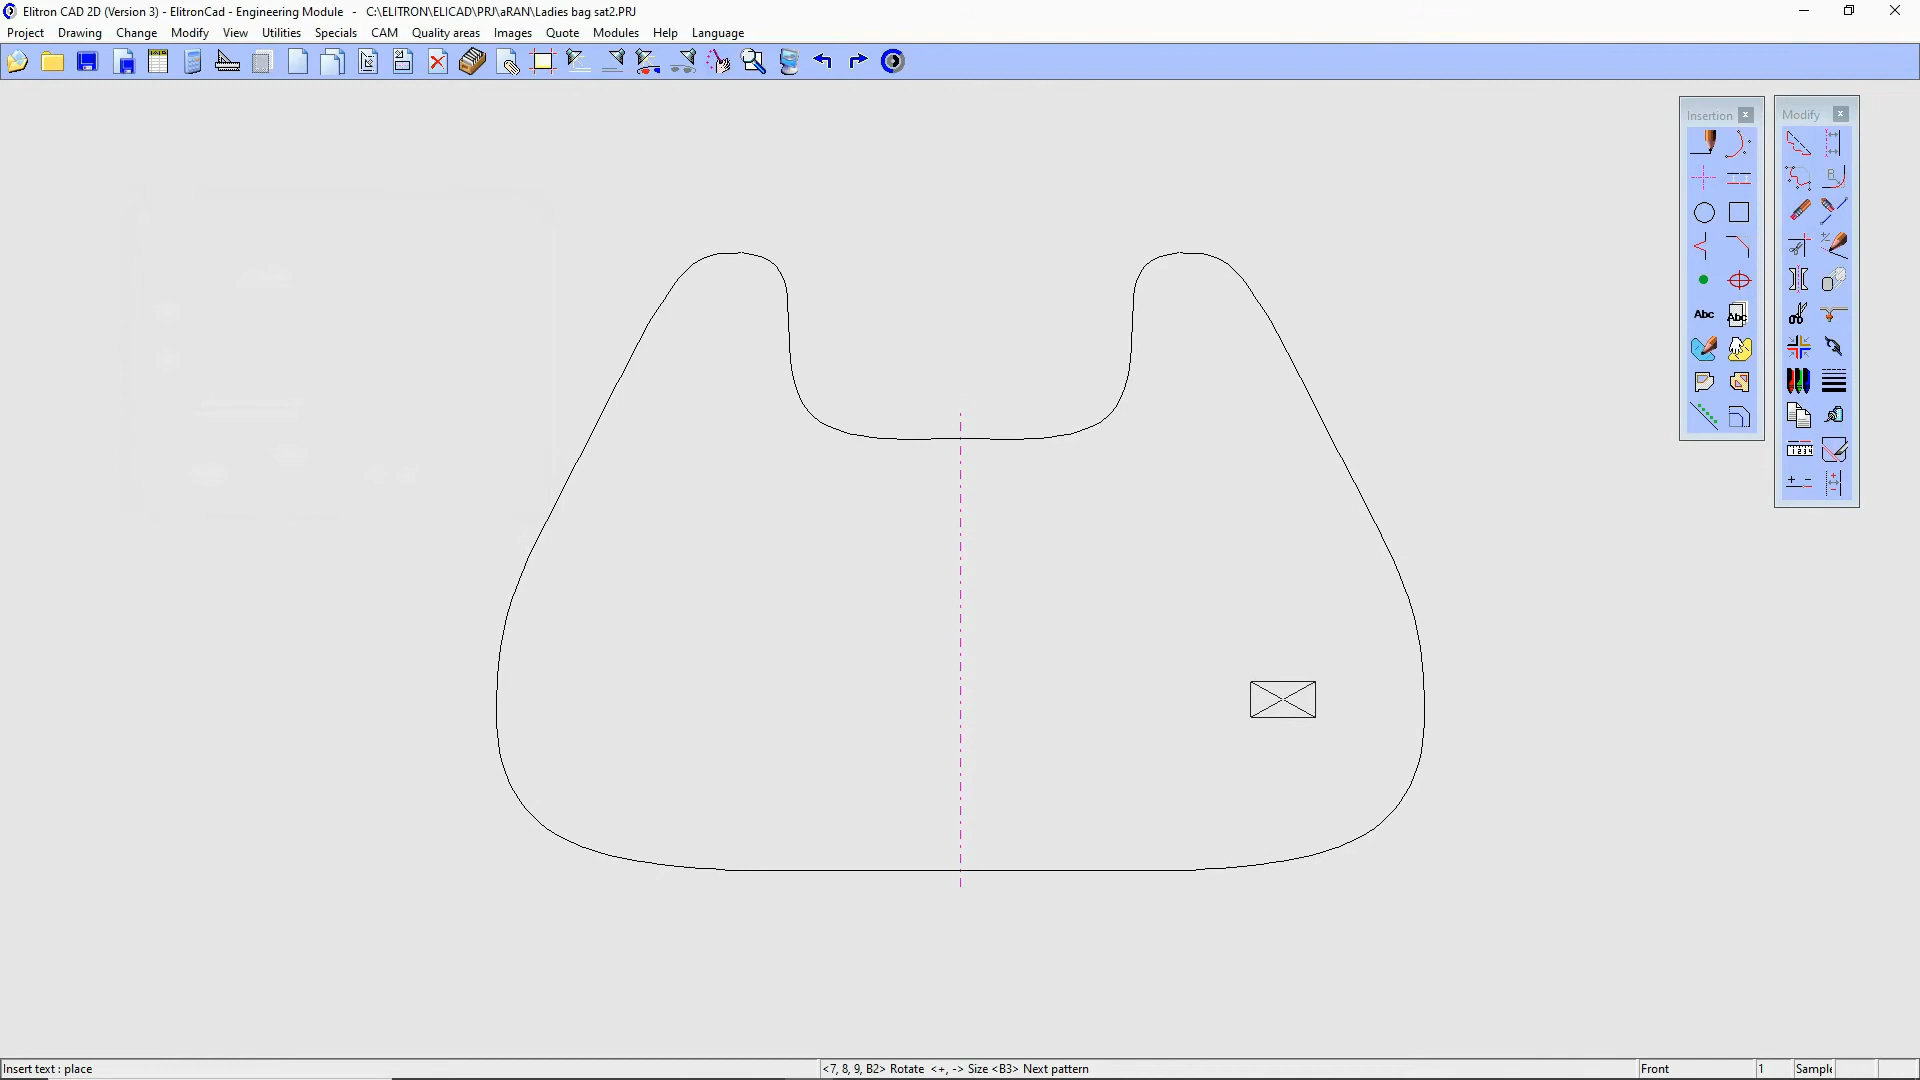 Elitron CAD 2D (Version 3) - ElitronCad - Engineering Module - C:\ELITRON\ELICAD\PRJ\aRAN\Ladies bag sat2.PRJ
Project Drawing Change Modify View Utilities Specials CAM Quality areas Images Quote Modules Help Language
Insertion
Modify
Abc Abc
Insert text : place
<7, 8, 9, B2> Rotate <+, -> Size <B3> Next pattern
Front
1
Sample